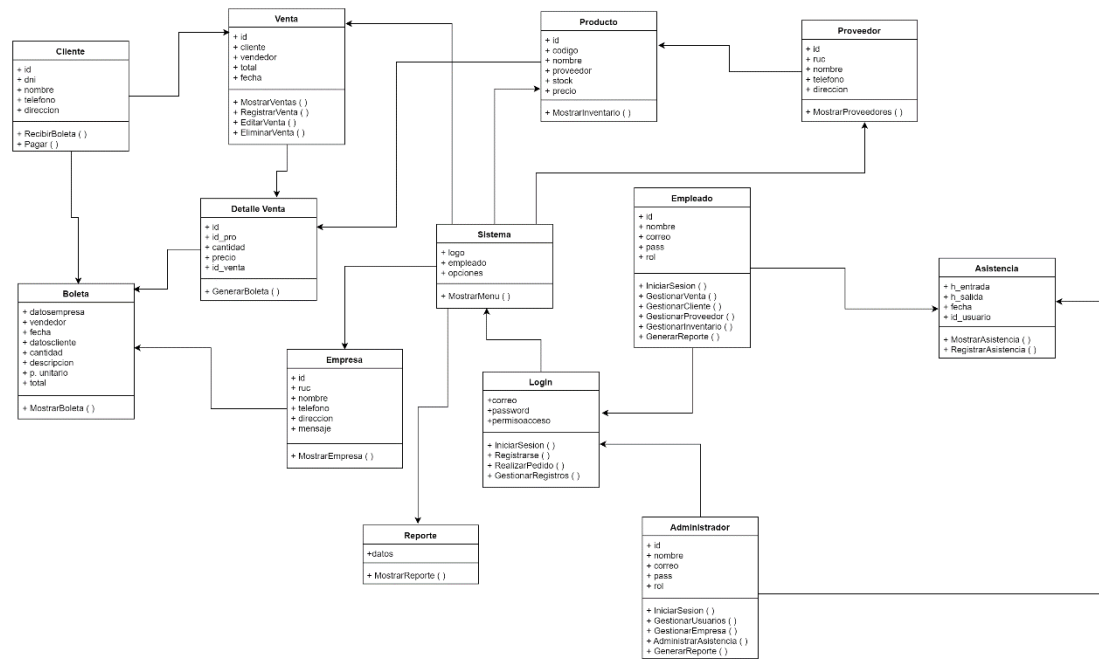 Cliente
+ id
+ dni
+ nombre
+ telefono
+ direccion
+ RecibirBoleta ( )
+ Pagar ( )
Venta
+ id
+ cliente
+ vendedor
+ total
+ fecha
+ MostrarVentas ( )
+ RegistrarVenta ( )
+ EditarVenta ( )
+ EliminarVenta ( )
Producto
+ id
+ codigo
+ nombre
+ proveedor
+ stock
+ precio
+ MostrarInventario ( )
Proveedor
+ id
+ ruc
+ nombre
+ telefono
+ direccion
+ MostrarProveedores ( )
Detalle Venta
+ id
+ id_pro
+ cantidad
+ precio
+ id_venta
+ GenerarBoleta ( )
Sistema
+ logo
+ empleado
+ opciones
+ MostrarMenu ( )
Empleado
+ id
+ nombre
+ correo
+ pass
+ rol
+ IniciarSesion ( )
+ GestionarVenta ( )
+ GestionarCliente ( )
+ GestionarProveedor ( )
+ GestionarInventario ( )
+ GenerarReporte ( )
Asistencia
+ h_entrada
+ h_salida
+ fecha
+ id_usuario
+ MostrarAsistencia ( )
+ RegistrarAsistencia ( )
Boleta
+ datosempresa
+ vendedor
+ fecha
+ datoscliente
+ cantidad
+ descripcion
+ p. unitario
+ total
+ MostrarBoleta ( )
Empresa
+ id
+ ruc
+ nombre
+ telefono
+ direccion
+ mensaje
+ MostrarEmpresa ( )
Login
+correo
+password
+permisoacceso
+ IniciarSesion ( )
+ Registrarse ( )
+ RealizarPedido ( )
+ GestionarRegistros ( )
Reporte
+datos
+ MostrarReporte ( )
Administrador
+ id
+ nombre
+ correo
+ pass
+ rol
+ IniciarSesion ( )
+ GestionarUsuarios ( )
+ GestionarEmpresa ( )
+ AdministrarAsistencia ( )
+ GenerarReporte ( )